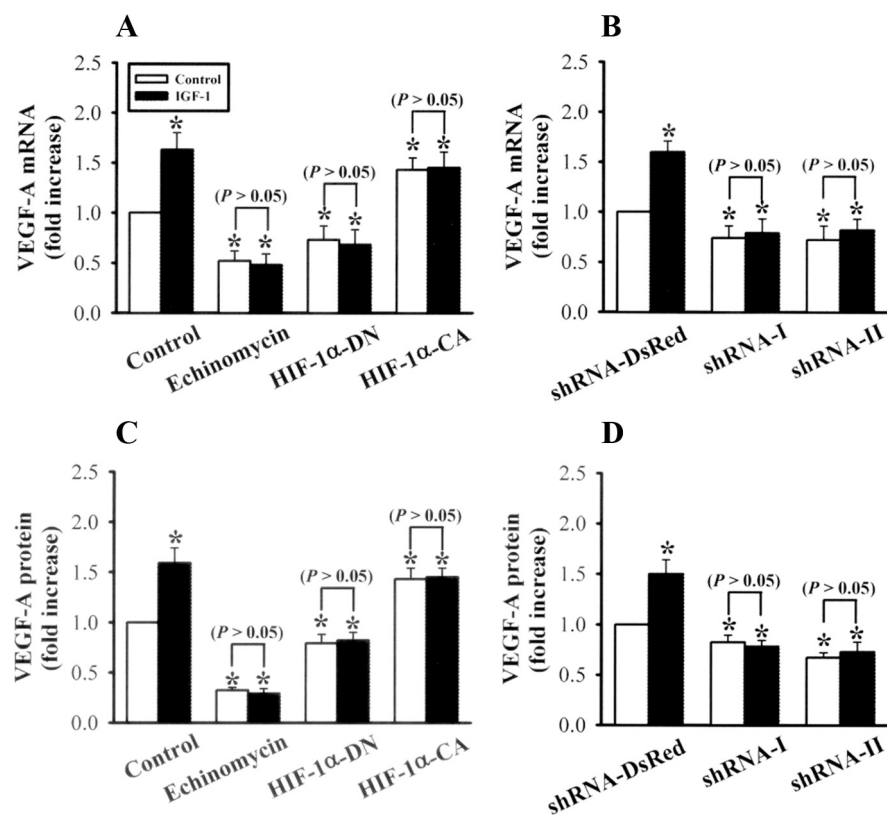 A
B
2.5
2.0
1.5
1.0
0.5
0.0
VEGF-A mRNA
(fold increase)
Control
IGF-1
*
* *
(P > 0.05)
* *
(P > 0.05)
* *
(P > 0.05)
Control
Echinomycin
HIF-1α-DN
HIF-1α-CA
2.5
2.0
1.5
1.0
0.5
0.0
VEGF-A mRNA
(fold increase)
*
* *
(P > 0.05)
* *
(P > 0.05)
shRNA-DsRed
shRNA-I
shRNA-II
C
D
2.5
2.0
1.5
1.0
0.5
0.0
VEGF-A protein
(fold increase)
*
* *
(P > 0.05)
* *
(P > 0.05)
* *
(P > 0.05)
Control
Echinomycin
HIF-1α-DN
HIF-1α-CA
2.5
2.0
1.5
1.0
0.5
0.0
VEGF-A protein
(fold increase)
*
* *
(P > 0.05)
* *
(P > 0.05)
shRNA-DsRed
shRNA-I
shRNA-II